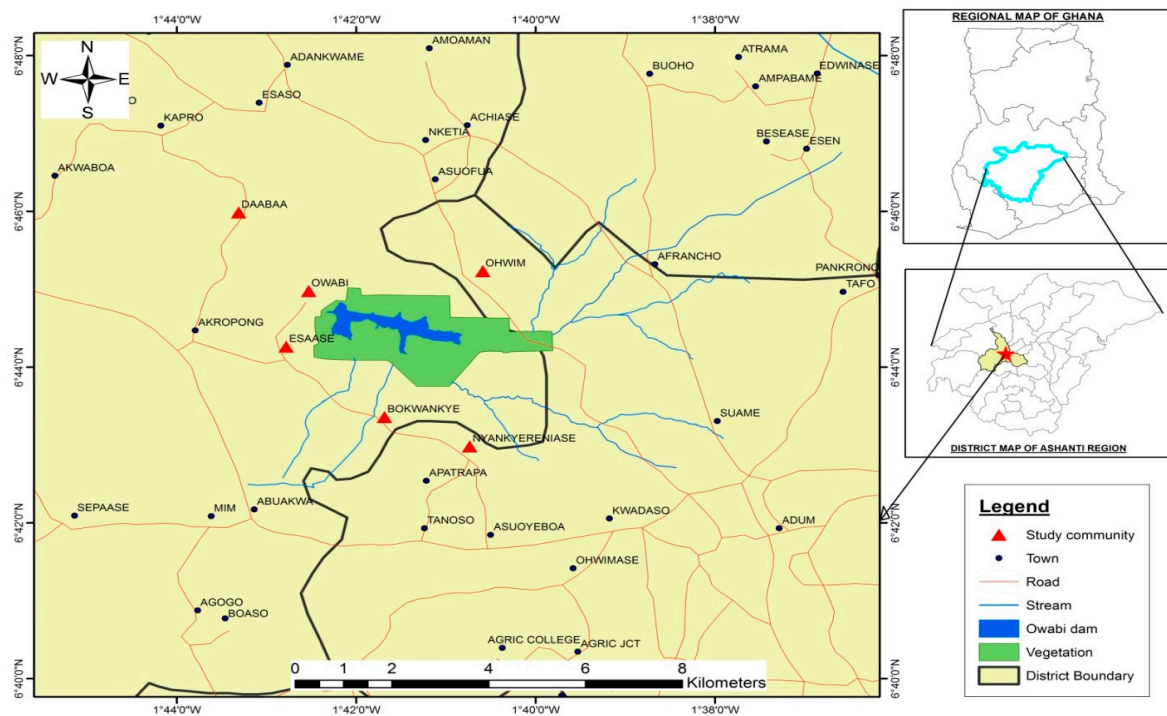 1°44'0"W 1°42'0"W 1°40'0"W 1°38'0"W
REGIONAL MAP OF GHANA
6°48'0"N 6°48'0"N
N
W E
S
AMOAMAN
ADANKWAME
ATRAMA
BUOHO
EDWINASE
AMPABAME
ESASO
O
KAPRO
ACHIASE
NKETIA
BESEASE
ESEN
AKWABOA
ASUOFUA
6°46'0"N 6°46'0"N
DAABAA
OHWIM
AFRANCHO
PANKRONO
TAFO
OWABI
AKROPONG
ESAASE
6°44'0"N 6°44'0"N
BOKWANKYE
SUAME
NYANKYERENIASE
DISTRICT MAP OF ASHANTI REGION
APATRAPA
SEPAASE
MIM
ABUAKWA
KWADASO
6°42'0"N 6°42'0"N
TANOSO
ASUOYEBOA
ADUM
OHWIMASE
AGOGO
BOASO
AGRIC COLLEGE
AGRIC JCT
0 1 2 4 6 8
Kilometers
6°40'0"N 6°40'0"N
1°44'0"W 1°42'0"W 1°40'0"W 1°38'0"W
Legend
Study community
Town
Road
Stream
Owabi dam
Vegetation
District Boundary